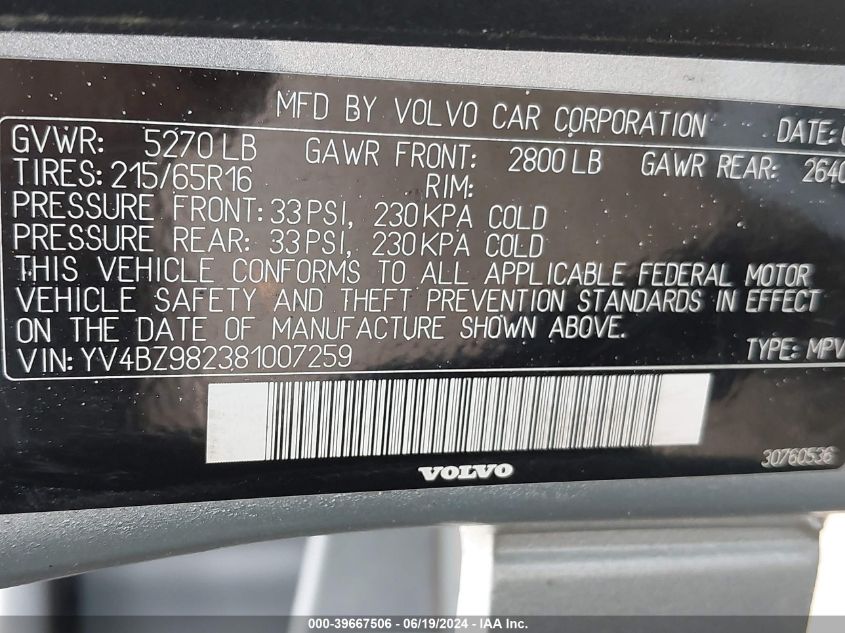 MFD BY VOLVO CAR CORPORATION DATE:
GVWR: 5270 LB GAWR FRONT: 2800 LB GAWR REAR: 2640
TIRES: 215/65R16 RIM:
PRESSURE FRONT: 33 PSI, 230 KPA COLD
PRESSURE REAR: 33 PSI, 230 KPA COLD
THIS VEHICLE CONFORMS TO ALL APPLICABLE FEDERAL MOTOR
VEHICLE SAFETY AND THEFT PREVENTION STANDARDS IN EFFECT
ON THE DATE OF MANUFACTURE SHOWN ABOVE.
VIN: YV4BZ982381007259 TYPE: MPV
VOLVO
30760536
000-39667506 - 06/19/2024 - IAA Inc.